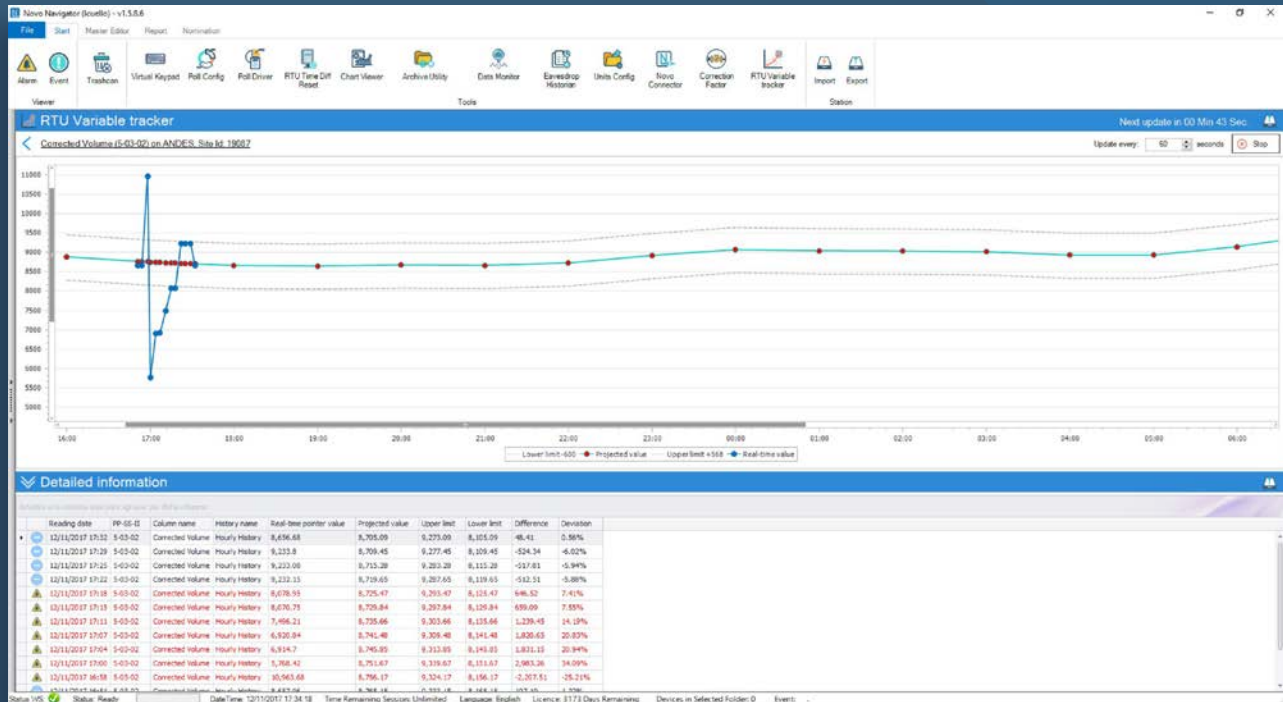 Novo Navigator (lcuello) - v1.5.8.6
File Start Master Editor Report Nomination
Alarm Event Trashcan Virtual Keypad Poll Config Poll Driver RTU Time Diff Reset Chart Viewer Archive Utility Data Monitor Eavesdrop Historian Units Config Novo Connector Correction Factor RTU Variable tracker Import Export
Viewer Tools Station
RTU Variable tracker Next update in 00 Min 43 Sec.
Corrected Volume (5-03-02) on ANDES, Site Id: 19087 Update every: 60 seconds Stop
11000
10500
10000
9500
9000
8500
8000
7500
7000
6500
6000
5500
5000
16:00 17:00 18:00 19:00 20:00 21:00 22:00 23:00 00:00 01:00 02:00 03:00 04:00 05:00 06:00
Lower limit -600 Projected value Upper limit +568 Real-time value
Detailed information
Reading date PP-GS-II Column name History name Real-time pointer value Projected value Upper limit Lower limit Difference Deviation
12/11/2017 17:32 5-03-02 Corrected Volume Hourly History 8,656.68 8,705.09 9,273.09 8,105.09 48.41 0.56%
12/11/2017 17:29 5-03-02 Corrected Volume Hourly History 9,233.8 8,709.45 9,277.45 8,109.45 -524.34 -6.02%
12/11/2017 17:25 5-03-02 Corrected Volume Hourly History 9,233.08 8,715.28 9,283.28 8,115.28 -517.81 -5.94%
12/11/2017 17:22 5-03-02 Corrected Volume Hourly History 9,232.15 8,719.65 9,287.65 8,119.65 -512.51 -5.88%
12/11/2017 17:18 5-03-02 Corrected Volume Hourly History 8,078.95 8,725.47 9,293.47 8,125.47 646.52 7.41%
12/11/2017 17:15 5-03-02 Corrected Volume Hourly History 8,070.75 8,729.84 9,297.84 8,129.84 659.09 7.55%
12/11/2017 17:11 5-03-02 Corrected Volume Hourly History 7,496.21 8,735.66 9,303.66 8,135.66 1,239.45 14.19%
12/11/2017 17:07 5-03-02 Corrected Volume Hourly History 6,920.84 8,741.48 9,309.48 8,141.48 1,820.63 20.83%
12/11/2017 17:04 5-03-02 Corrected Volume Hourly History 6,914.7 8,745.85 9,313.85 8,145.85 1,831.15 20.94%
12/11/2017 17:00 5-03-02 Corrected Volume Hourly History 5,768.42 8,751.67 9,319.67 8,151.67 2,983.26 34.09%
12/11/2017 16:58 5-03-02 Corrected Volume Hourly History 10,963.68 8,756.17 9,324.17 8,156.17 -2,207.51 -25.21%
Status WS: Status: Ready DateTime: 12/11/2017 17:34:18 Time Remaining Session: Unlimited Language: English Licence: 3173 Days Remaining Devices in Selected Folder: 0 Event: